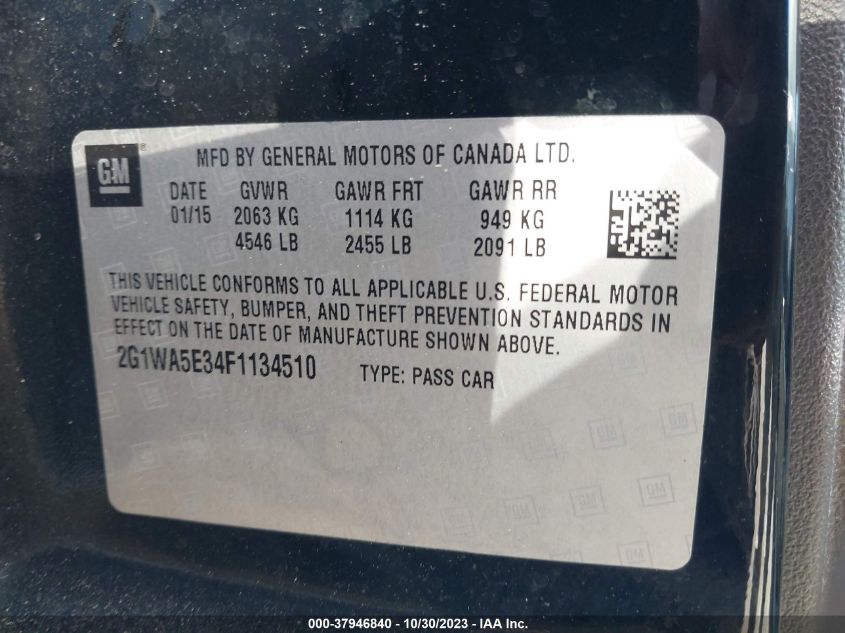 GM
®
MFD BY GENERAL MOTORS OF CANADA LTD.
DATE GVWR GAWR FRT GAWR RR
01/15 2063 KG 1114 KG 949 KG
4546 LB 2455 LB 2091 LB
THIS VEHICLE CONFORMS TO ALL APPLICABLE U.S. FEDERAL MOTOR
VEHICLE SAFETY, BUMPER, AND THEFT PREVENTION STANDARDS IN
EFFECT ON THE DATE OF MANUFACTURE SHOWN ABOVE.
2G1WA5E34F1134510 TYPE: PASS CAR
000-37946840 - 10/30/2023 - IAA Inc.